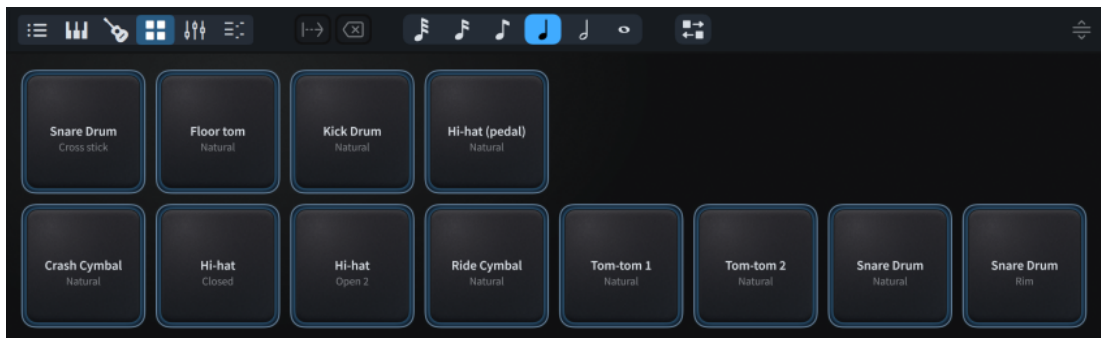 Snare Drum
Cross stick
Floor tom
Natural
Kick Drum
Natural
Hi-hat (pedal)
Natural
Crash Cymbal
Natural
Hi-hat
Closed
Hi-hat
Open 2
Ride Cymbal
Natural
Tom-tom 1
Natural
Tom-tom 2
Natural
Snare Drum
Natural
Snare Drum
Rim